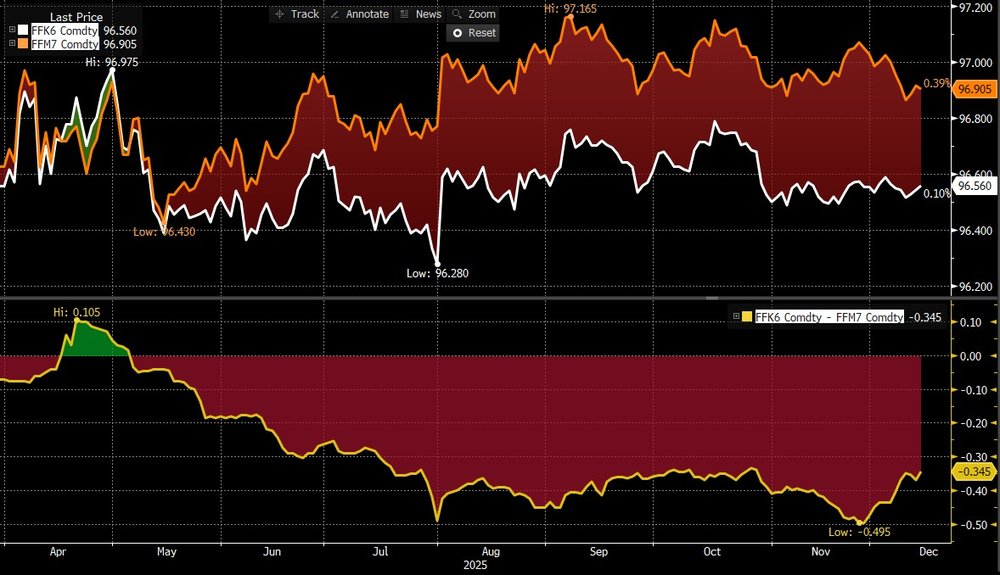 Track Annotate News Zoom
Reset
Last Price
FFK6 Comdty 96.560
FFM7 Comdty 96.905
Hi: 96.975
Hi: 97.165
Low: 96.430
Low: 96.280
97.200
97.000
0.39%
96.905
96.800
96.600
96.560
0.10%
96.400
96.200
Hi: 0.105
FFK6 Comdty - FFM7 Comdty -0.345
0.10
0.00
-0.10
-0.20
-0.30
-0.345
-0.40
-0.50
Low: -0.495
Apr May Jun Jul Aug Sep Oct Nov Dec
2025